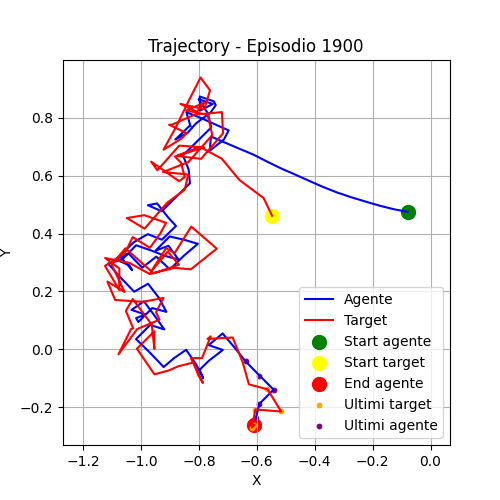 Trajectory - Episodio 1900
Y
0.8
0.6
0.4
0.2
0.0
−0.2
−1.2 −1.0 −0.8 −0.6 −0.4 −0.2 0.0
X
Agente
Target
Start agente
Start target
End agente
Ultimi target
Ultimi agente